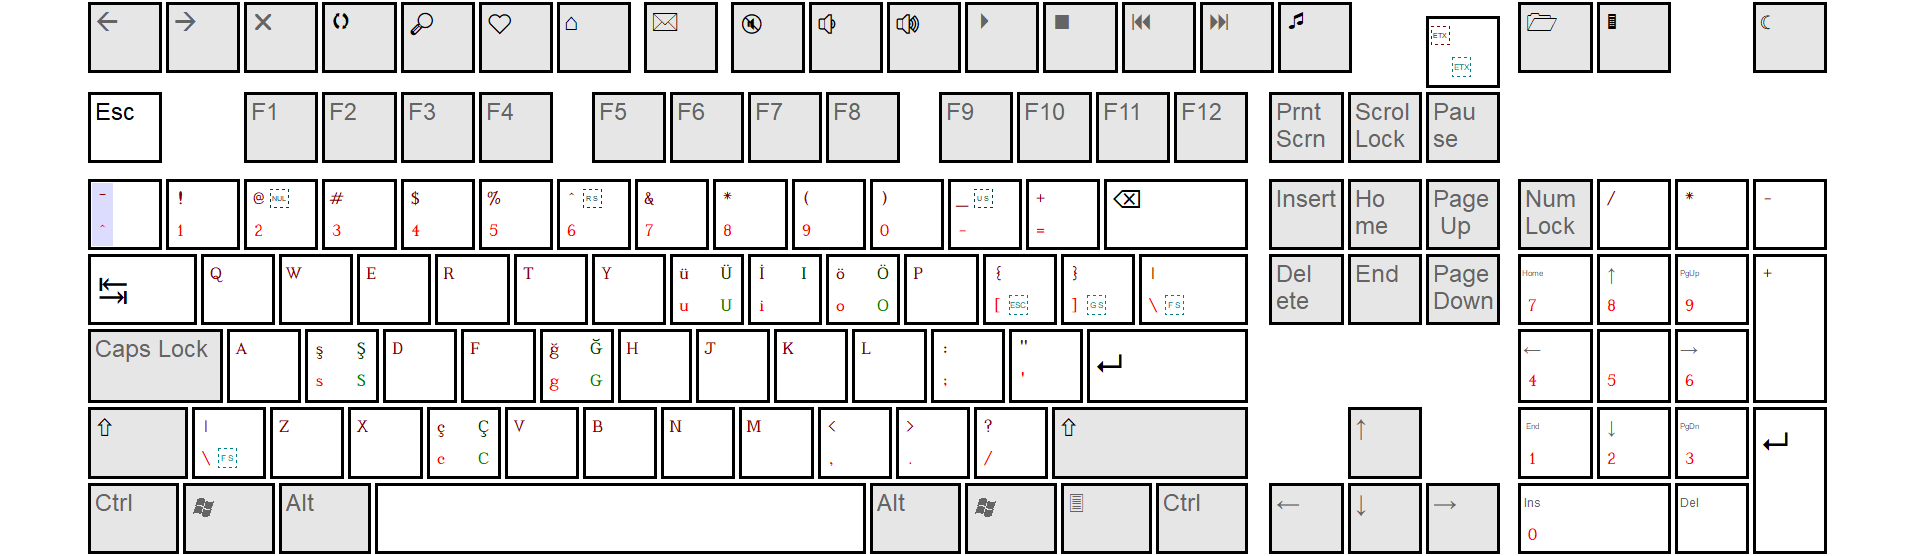 ETX
ETX
Esc F1 F2 F3 F4 F5 F6 F7 F8 F9 F10 F11 F12 Prnt Scrol Pau
Scrn Lock se
¯ ! @ NUL # $ % ˆ RS & * ( ) _ US + ⌫ Insert Ho Page Num / * -
ˆ 1 2 3 4 5 6 7 8 9 0 - = me Up Lock
Q W E R T Y ü Ü İ I ö Ö P { } | Del End Page Home ↑ PgUp +
u U i o O [ ESC ] GS \ FS ete Down 7 8 9
Caps Lock A ş Ş D F ğ Ğ H J K L : " ← →
s S g G ; ' 4 5 6
⇧ | Z X ç Ç V B N M < > ? ⇧ ↑ End ↓ PgDn
\ FS c C , . / 1 2 3
Ctrl Alt Alt Ctrl ← ↓ → Ins Del
0